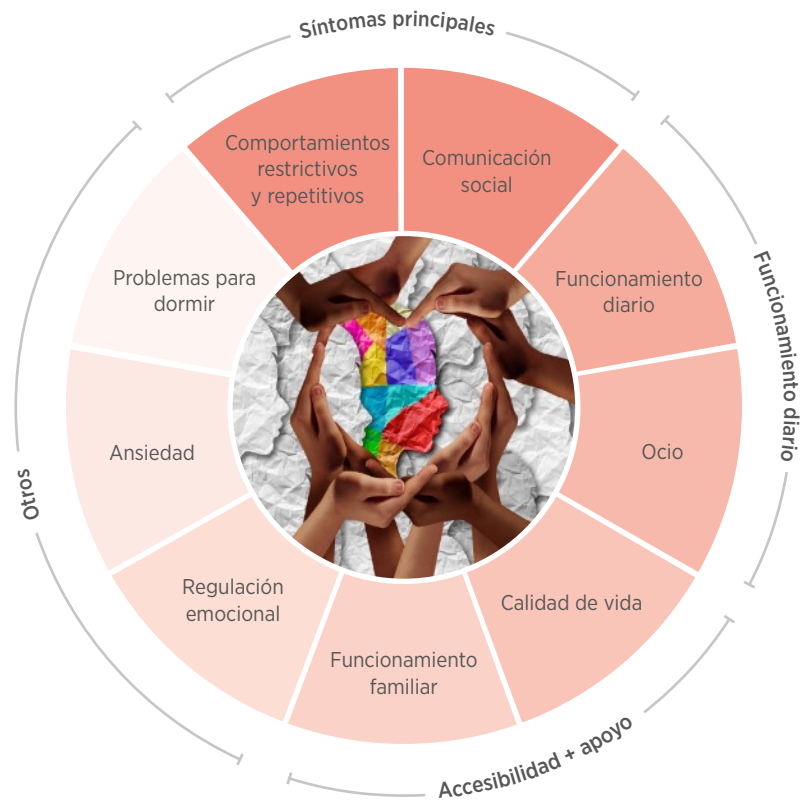 Síntomas principales
Comportamientos
restrictivos
y repetitivos
Comunicación
social
Funcionamiento diario
Funcionamiento
diario
Ocio
Accesibilidad + apoyo
Calidad de vida
Funcionamiento
familiar
Otros
Regulación
emocional
Ansiedad
Problemas para
dormir